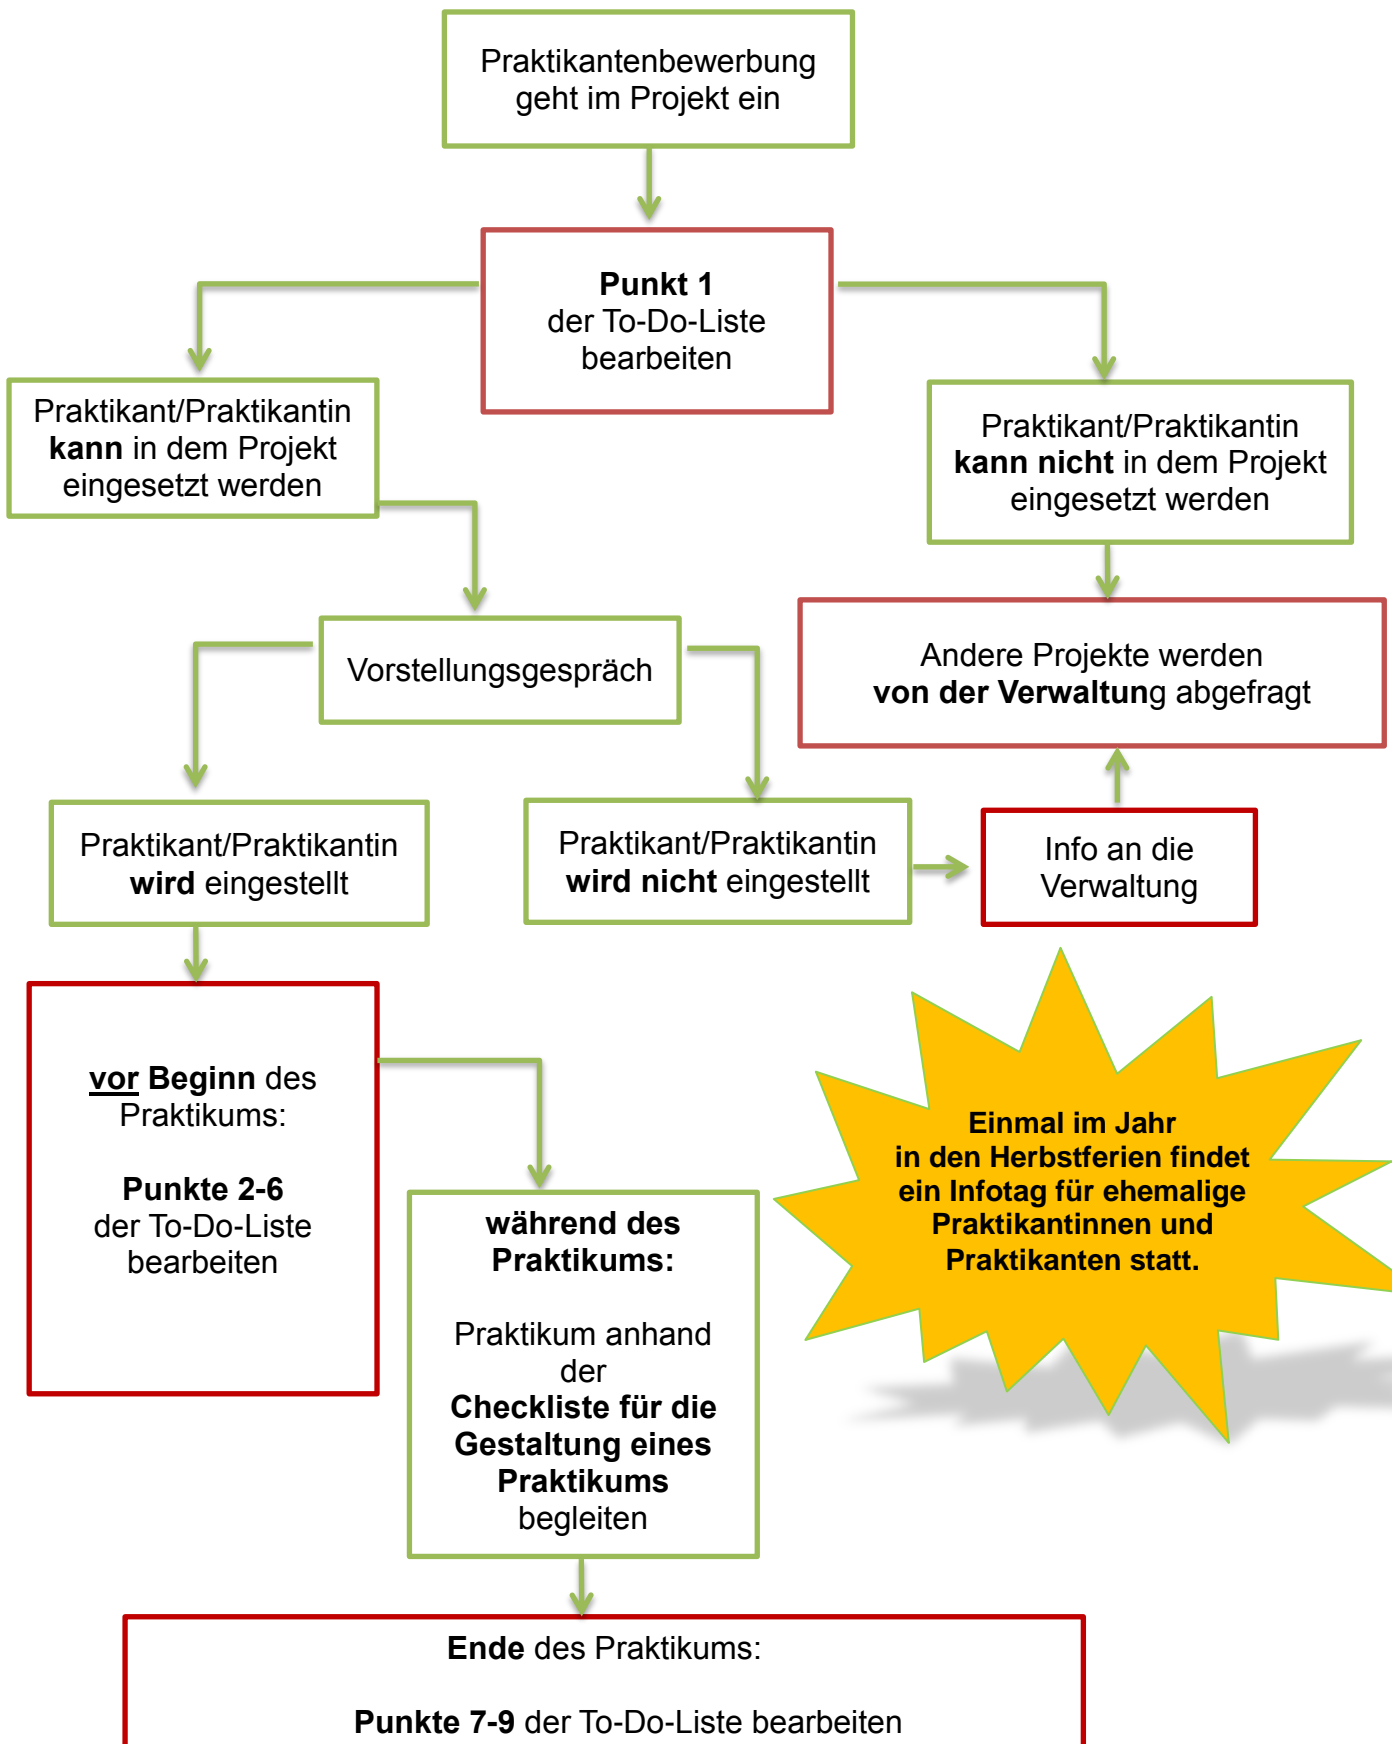 Praktikantenbewerbung
geht im Projekt ein
Punkt 1
der To-Do-Liste
bearbeiten
Praktikant/Praktikantin
kann in dem Projekt
eingesetzt werden
Praktikant/Praktikantin
kann nicht in dem Projekt
eingesetzt werden
Vorstellungsgespräch
Andere Projekte werden
von der Verwaltung abgefragt
Praktikant/Praktikantin
wird eingestellt
Praktikant/Praktikantin
wird nicht eingestellt
Info an die
Verwaltung
vor Beginn des
Praktikums:
Punkte 2-6
der To-Do-Liste
bearbeiten
während des
Praktikums:
Praktikum anhand
der
Checkliste für die
Gestaltung eines
Praktikums
begleiten
Einmal im Jahr
in den Herbstferien findet
ein Infotag für ehemalige
Praktikantinnen und
Praktikanten statt.
Ende des Praktikums:
Punkte 7-9 der To-Do-Liste bearbeiten